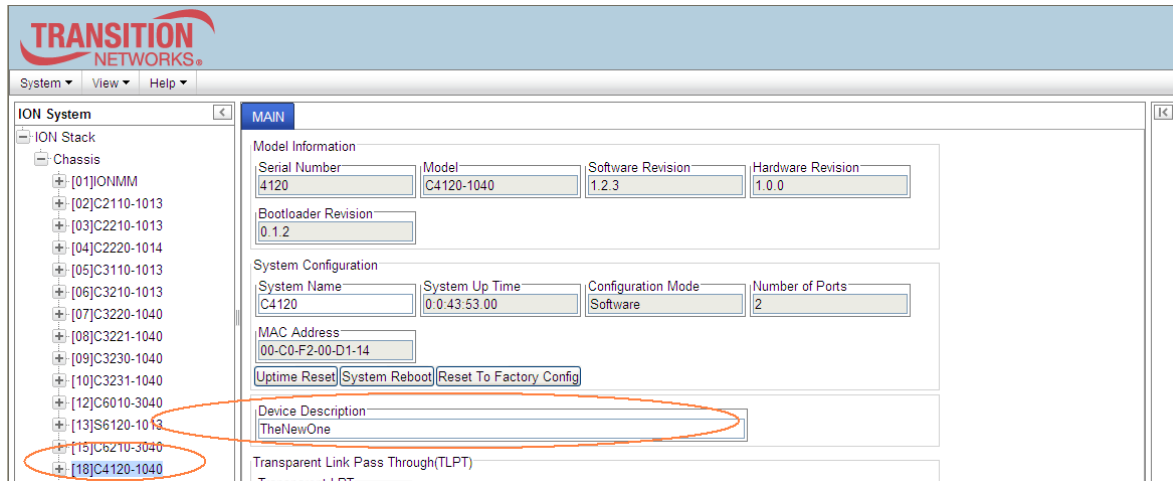 TRANSITION
NETWORKS®
System View Help
ION System
ION Stack
Chassis
[01]IONMM
[02]C2110-1013
[03]C2210-1013
[04]C2220-1014
[05]C3110-1013
[06]C3210-1013
[07]C3220-1040
[08]C3221-1040
[09]C3230-1040
[10]C3231-1040
[12]C6010-3040
[13]S6120-1013
[15]C6210-3040
[18]C4120-1040
MAIN
Model Information
Serial Number Model Software Revision Hardware Revision
4120 C4120-1040 1.2.3 1.0.0
Bootloader Revision
0.1.2
System Configuration
System Name System Up Time Configuration Mode Number of Ports
C4120 0:0:43:53.00 Software 2
MAC Address
00-C0-F2-00-D1-14
Uptime Reset System Reboot Reset To Factory Config
Device Description
TheNewOne
Transparent Link Pass Through(TLPT)